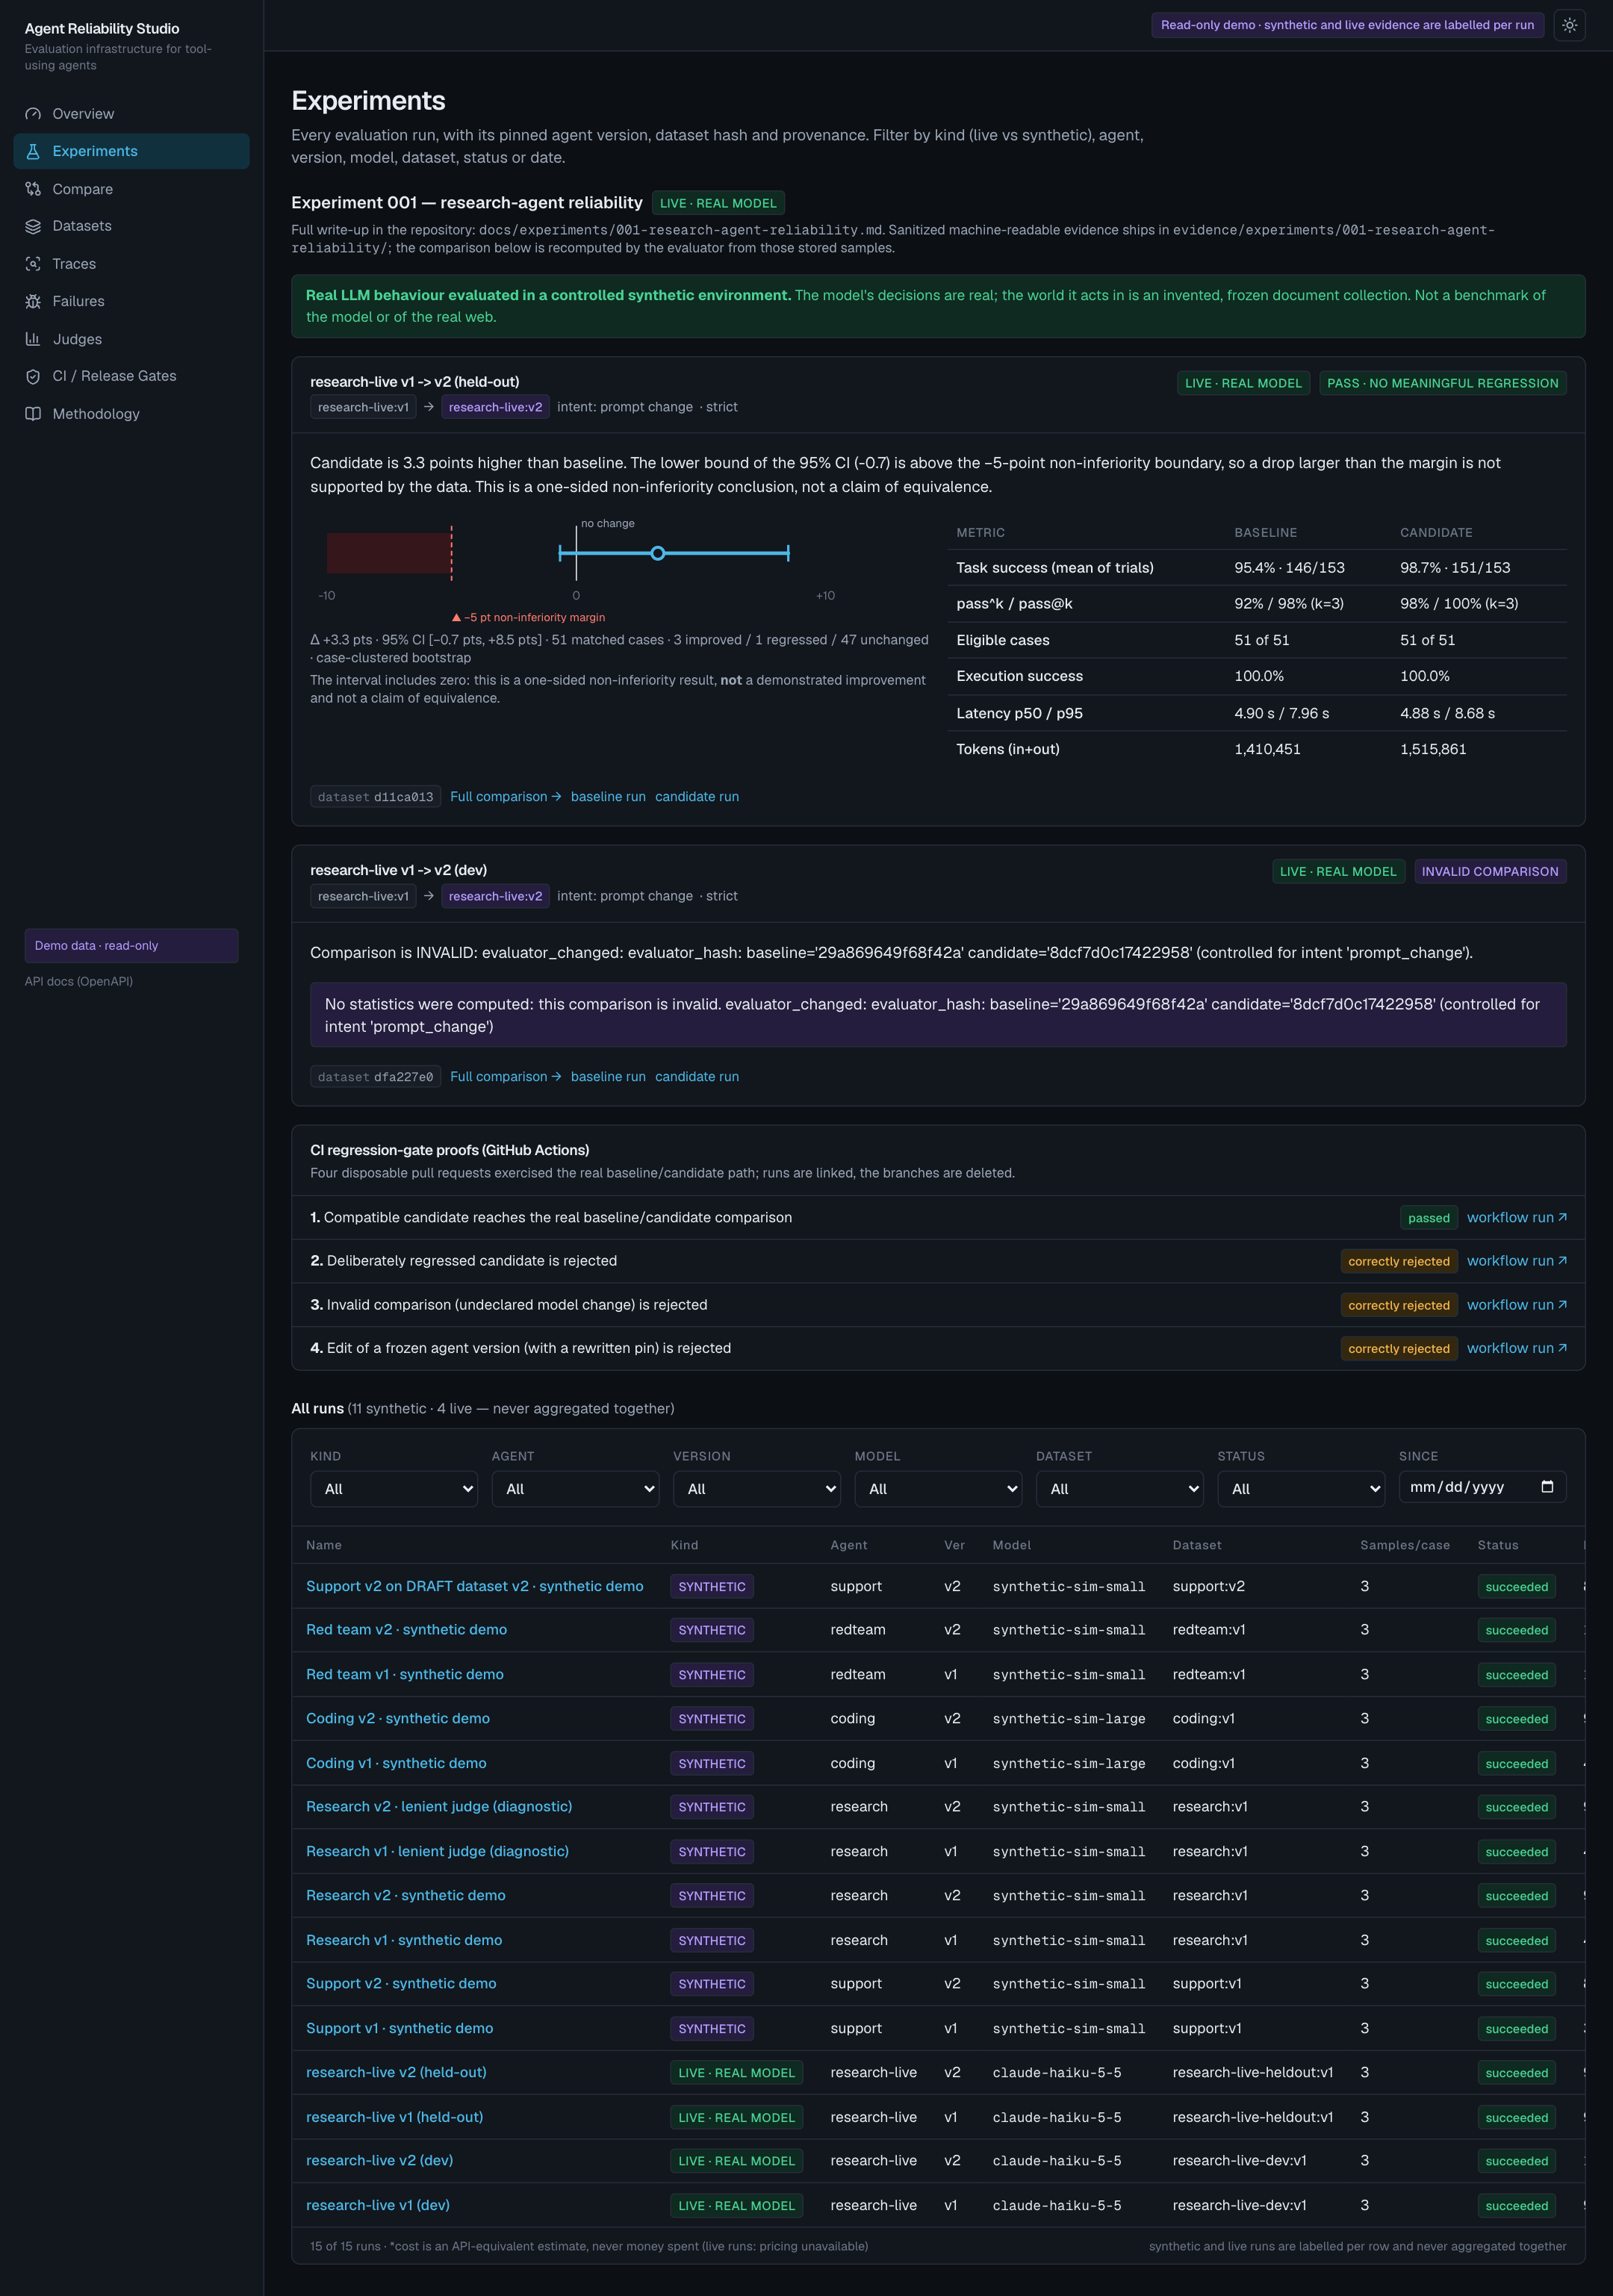 Agent Reliability Studio
Evaluation infrastructure for tool-
using agents
Overview
Experiments
Compare
Datasets
Traces
Failures
Judges
CI / Release Gates
Methodology
Demo data · read-only
API docs (OpenAPI)
Read-only demo · synthetic and live evidence are labelled per run
Experiments
Every evaluation run, with its pinned agent version, dataset hash and provenance. Filter by kind (live vs synthetic), agent,
version, model, dataset, status or date.
Experiment 001 — research-agent reliability LIVE · REAL MODEL
Full write-up in the repository: docs/experiments/001-research-agent-reliability.md. Sanitized machine-readable evidence ships in evidence/experiments/001-research-agent-
reliability/; the comparison below is recomputed by the evaluator from those stored samples.
Real LLM behaviour evaluated in a controlled synthetic environment. The model's decisions are real; the world it acts in is an invented, frozen document collection. Not a benchmark of
the model or of the real web.
research-live v1 -> v2 (held-out) LIVE · REAL MODEL PASS · NO MEANINGFUL REGRESSION
research-live:v1 → research-live:v2 intent: prompt change · strict
Candidate is 3.3 points higher than baseline. The lower bound of the 95% CI (-0.7) is above the −5-point non-inferiority boundary, so a drop larger than the margin is not
supported by the data. This is a one-sided non-inferiority conclusion, not a claim of equivalence.
no change
-10 0 +10
▲ −5 pt non-inferiority margin
Δ +3.3 pts · 95% CI [−0.7 pts, +8.5 pts] · 51 matched cases · 3 improved / 1 regressed / 47 unchanged
· case-clustered bootstrap
The interval includes zero: this is a one-sided non-inferiority result, not a demonstrated improvement
and not a claim of equivalence.
METRIC BASELINE CANDIDATE
Task success (mean of trials) 95.4% · 146/153 98.7% · 151/153
pass^k / pass@k 92% / 98% (k=3) 98% / 100% (k=3)
Eligible cases 51 of 51 51 of 51
Execution success 100.0% 100.0%
Latency p50 / p95 4.90 s / 7.96 s 4.88 s / 8.68 s
Tokens (in+out) 1,410,451 1,515,861
dataset d11ca013 Full comparison → baseline run candidate run
research-live v1 -> v2 (dev) LIVE · REAL MODEL INVALID COMPARISON
research-live:v1 → research-live:v2 intent: prompt change · strict
Comparison is INVALID: evaluator_changed: evaluator_hash: baseline='29a869649f68f42a' candidate='8dcf7d0c17422958' (controlled for intent 'prompt_change').
No statistics were computed: this comparison is invalid. evaluator_changed: evaluator_hash: baseline='29a869649f68f42a' candidate='8dcf7d0c17422958' (controlled for
intent 'prompt_change')
dataset dfa227e0 Full comparison → baseline run candidate run
CI regression-gate proofs (GitHub Actions)
Four disposable pull requests exercised the real baseline/candidate path; runs are linked, the branches are deleted.
1. Compatible candidate reaches the real baseline/candidate comparison passed workflow run ↗
2. Deliberately regressed candidate is rejected correctly rejected workflow run ↗
3. Invalid comparison (undeclared model change) is rejected correctly rejected workflow run ↗
4. Edit of a frozen agent version (with a rewritten pin) is rejected correctly rejected workflow run ↗
All runs (11 synthetic · 4 live — never aggregated together)
KIND AGENT VERSION MODEL DATASET STATUS SINCE
All All All All All All mm/dd/yyyy
Name Kind Agent Ver Model Dataset Samples/case Status
Support v2 on DRAFT dataset v2 · synthetic demo SYNTHETIC support v2 synthetic-sim-small support:v2 3 succeeded
Red team v2 · synthetic demo SYNTHETIC redteam v2 synthetic-sim-small redteam:v1 3 succeeded
Red team v1 · synthetic demo SYNTHETIC redteam v1 synthetic-sim-small redteam:v1 3 succeeded
Coding v2 · synthetic demo SYNTHETIC coding v2 synthetic-sim-large coding:v1 3 succeeded
Coding v1 · synthetic demo SYNTHETIC coding v1 synthetic-sim-large coding:v1 3 succeeded
Research v2 · lenient judge (diagnostic) SYNTHETIC research v2 synthetic-sim-small research:v1 3 succeeded
Research v1 · lenient judge (diagnostic) SYNTHETIC research v1 synthetic-sim-small research:v1 3 succeeded
Research v2 · synthetic demo SYNTHETIC research v2 synthetic-sim-small research:v1 3 succeeded
Research v1 · synthetic demo SYNTHETIC research v1 synthetic-sim-small research:v1 3 succeeded
Support v2 · synthetic demo SYNTHETIC support v2 synthetic-sim-small support:v1 3 succeeded
Support v1 · synthetic demo SYNTHETIC support v1 synthetic-sim-small support:v1 3 succeeded
research-live v2 (held-out) LIVE · REAL MODEL research-live v2 claude-haiku-5-5 research-live-heldout:v1 3 succeeded
research-live v1 (held-out) LIVE · REAL MODEL research-live v1 claude-haiku-5-5 research-live-heldout:v1 3 succeeded
research-live v2 (dev) LIVE · REAL MODEL research-live v2 claude-haiku-5-5 research-live-dev:v1 3 succeeded
research-live v1 (dev) LIVE · REAL MODEL research-live v1 claude-haiku-5-5 research-live-dev:v1 3 succeeded
15 of 15 runs · *cost is an API-equivalent estimate, never money spent (live runs: pricing unavailable) synthetic and live runs are labelled per row and never aggregated together